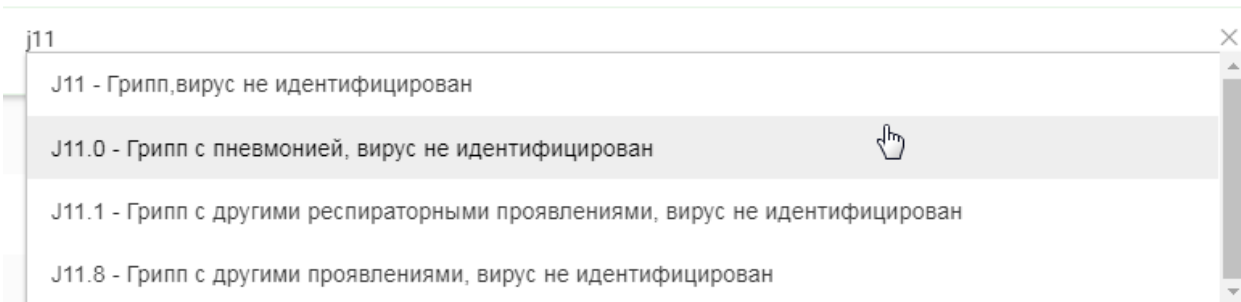 j11
J11 - Грипп,вирус не идентифицирован
J11.0 - Грипп с пневмонией, вирус не идентифицирован
J11.1 - Грипп с другими респираторными проявлениями, вирус не идентифицирован
J11.8 - Грипп с другими проявлениями, вирус не идентифицирован